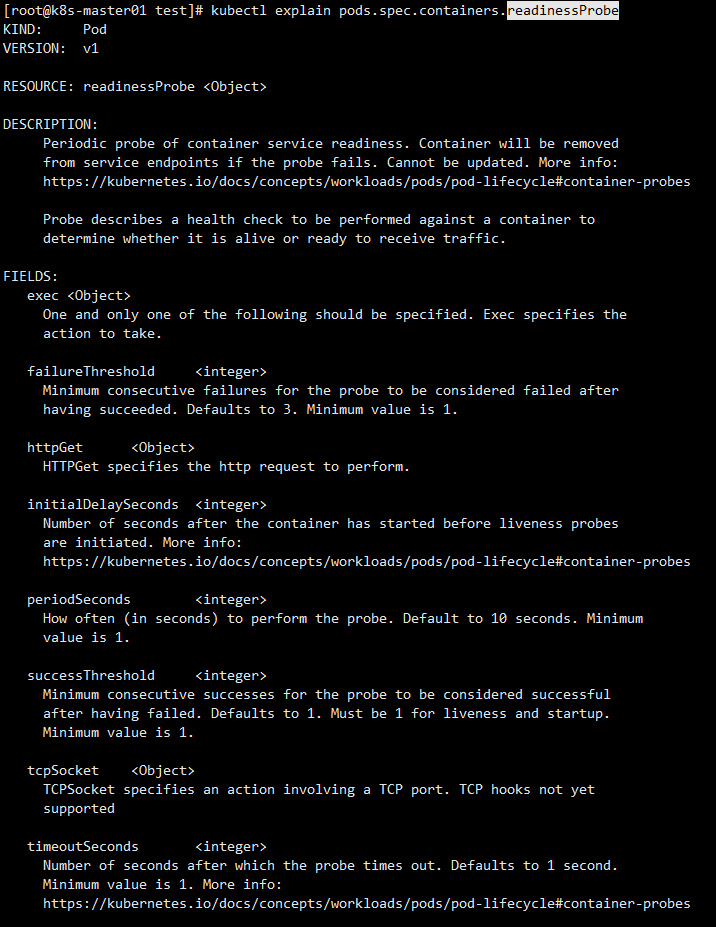 [root@k8s-master01 test]# kubectl explain pods.spec.containers.readinessProbe
KIND:     Pod
VERSION:  v1

RESOURCE: readinessProbe <Object>

DESCRIPTION:
     Periodic probe of container service readiness. Container will be removed
     from service endpoints if the probe fails. Cannot be updated. More info:
     https://kubernetes.io/docs/concepts/workloads/pods/pod-lifecycle#container-probes

     Probe describes a health check to be performed against a container to
     determine whether it is alive or ready to receive traffic.

FIELDS:
   exec <Object>
     One and only one of the following should be specified. Exec specifies the
     action to take.

   failureThreshold     <integer>
     Minimum consecutive failures for the probe to be considered failed after
     having succeeded. Defaults to 3. Minimum value is 1.

   httpGet      <Object>
     HTTPGet specifies the http request to perform.

   initialDelaySeconds  <integer>
     Number of seconds after the container has started before liveness probes
     are initiated. More info:
     https://kubernetes.io/docs/concepts/workloads/pods/pod-lifecycle#container-probes

   periodSeconds        <integer>
     How often (in seconds) to perform the probe. Default to 10 seconds. Minimum
     value is 1.

   successThreshold     <integer>
     Minimum consecutive successes for the probe to be considered successful
     after having failed. Defaults to 1. Must be 1 for liveness and startup.
     Minimum value is 1.

   tcpSocket    <Object>
     TCPSocket specifies an action involving a TCP port. TCP hooks not yet
     supported

   timeoutSeconds       <integer>
     Number of seconds after which the probe times out. Defaults to 1 second.
     Minimum value is 1. More info:
     https://kubernetes.io/docs/concepts/workloads/pods/pod-lifecycle#container-probes